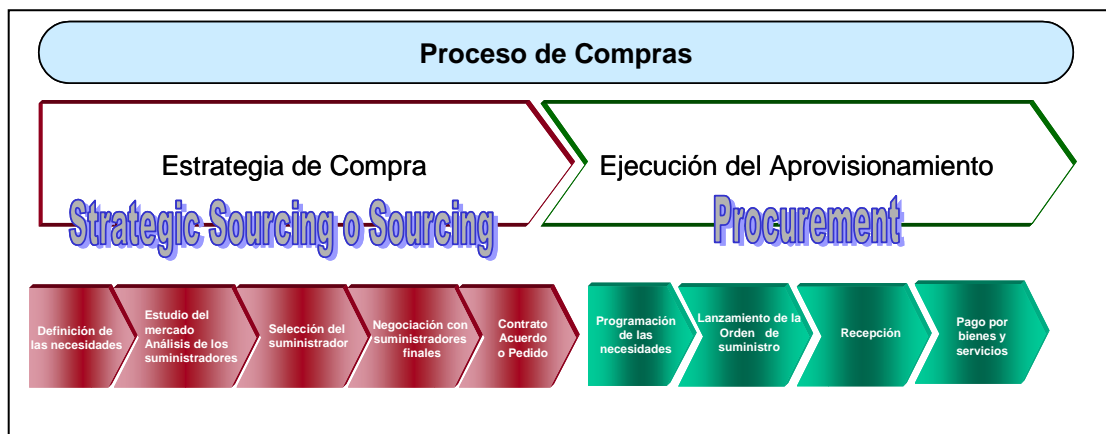 Proceso de Compras
Estrategia de Compra
Strategic Sourcing o Sourcing
Ejecución del Aprovisionamiento
Procurement
Definición de
las necesidades
Estudio del
mercado
Análisis de los
suministradores
Selección del
suministrador
Negociación con
suministradores
finales
Contrato
Acuerdo
o Pedido
Programación
de las
necesidades
Lanzamiento de la
Orden de
suministro
Recepción
Pago por
bienes y
servicios